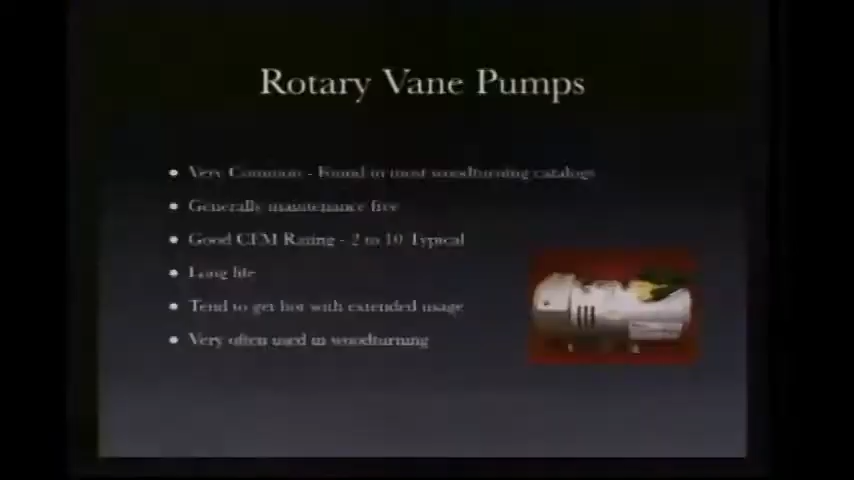 Rotary Vane Pumps
Very Common - Found in most woodturning catalogs
Generally maintenance free
Good CFM Rating - 2 to 10 Typical
Long life
Tend to get hot with extended usage
Very often used in woodturning